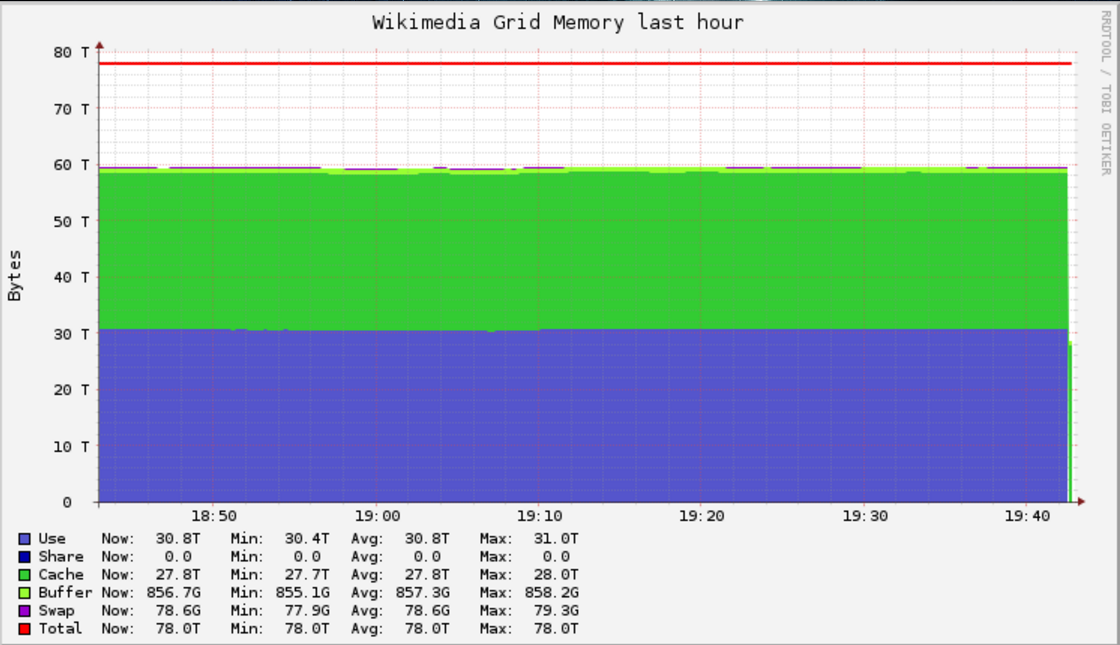 Wikimedia Grid Memory last hour
RRDTOOL / TOBI OETIKER
Bytes
80 T
70 T
60 T
50 T
40 T
30 T
20 T
10 T
0
18:50 19:00 19:10 19:20 19:30 19:40
Use Now: 30.8T Min: 30.4T Avg: 30.8T Max: 31.0T
Share Now: 0.0 Min: 0.0 Avg: 0.0 Max: 0.0
Cache Now: 27.8T Min: 27.7T Avg: 27.8T Max: 28.0T
Buffer Now: 856.7G Min: 855.1G Avg: 857.3G Max: 858.2G
Swap Now: 78.6G Min: 77.9G Avg: 78.6G Max: 79.3G
Total Now: 78.0T Min: 78.0T Avg: 78.0T Max: 78.0T